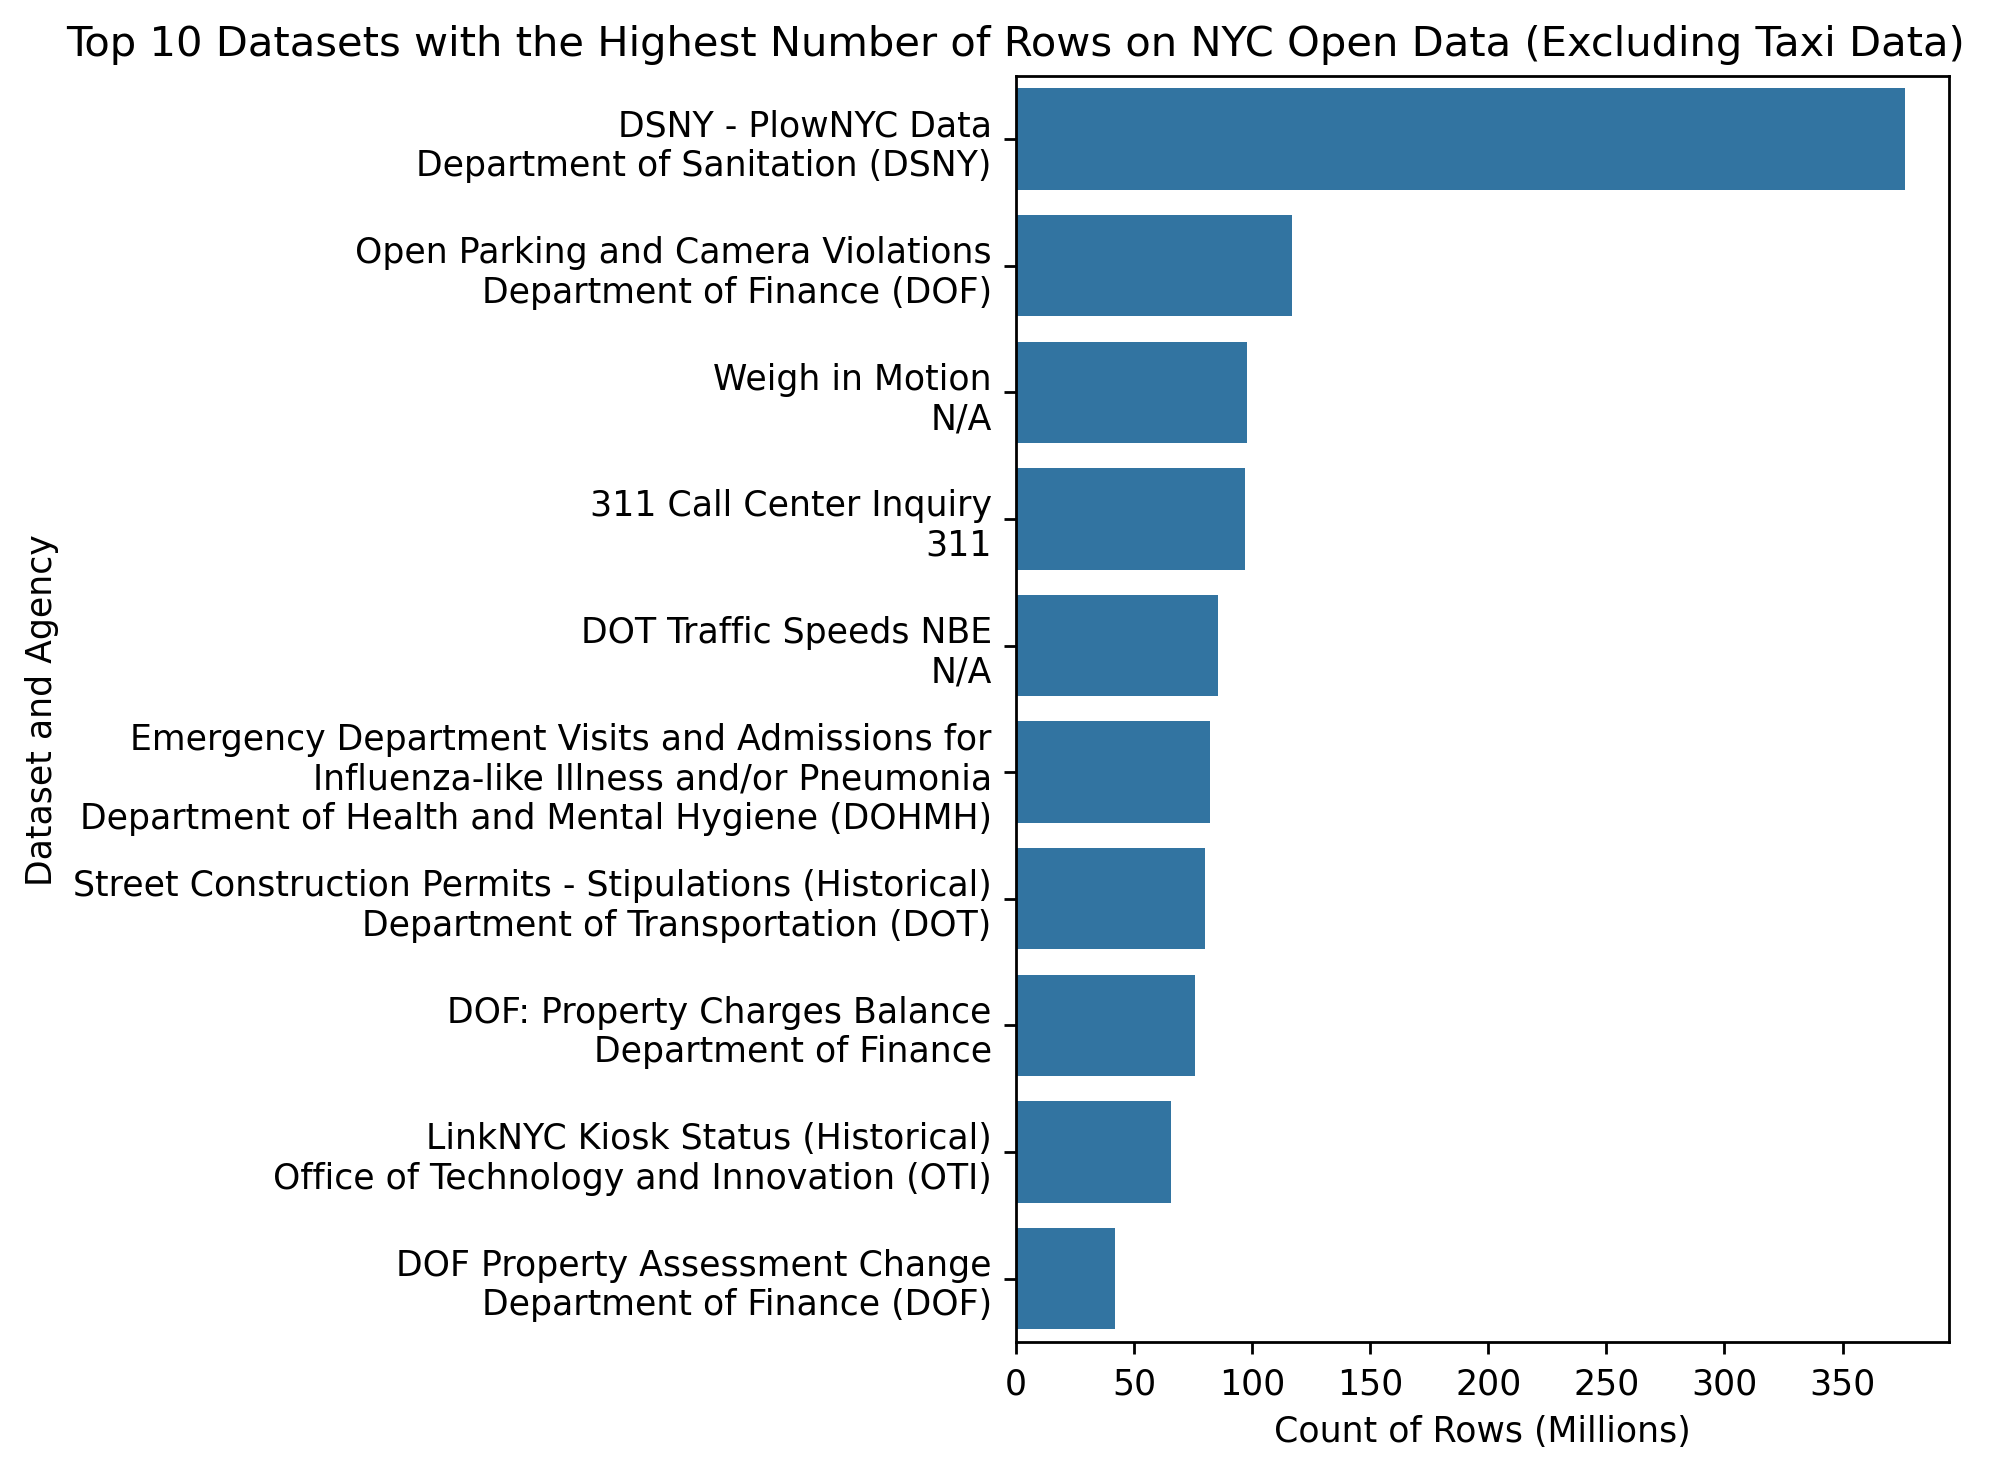 Top 10 Datasets with the Highest Number of Rows on NYC Open Data (Excluding Taxi Data)
Dataset and Agency
DSNY - PlowNYC Data
Department of Sanitation (DSNY)
Open Parking and Camera Violations
Department of Finance (DOF)
Weigh in Motion
N/A
311 Call Center Inquiry
311
DOT Traffic Speeds NBE
N/A
Emergency Department Visits and Admissions for
Influenza-like Illness and/or Pneumonia
Department of Health and Mental Hygiene (DOHMH)
Street Construction Permits - Stipulations (Historical)
Department of Transportation (DOT)
DOF: Property Charges Balance
Department of Finance
LinkNYC Kiosk Status (Historical)
Office of Technology and Innovation (OTI)
DOF Property Assessment Change
Department of Finance (DOF)
0 50 100 150 200 250 300 350
Count of Rows (Millions)